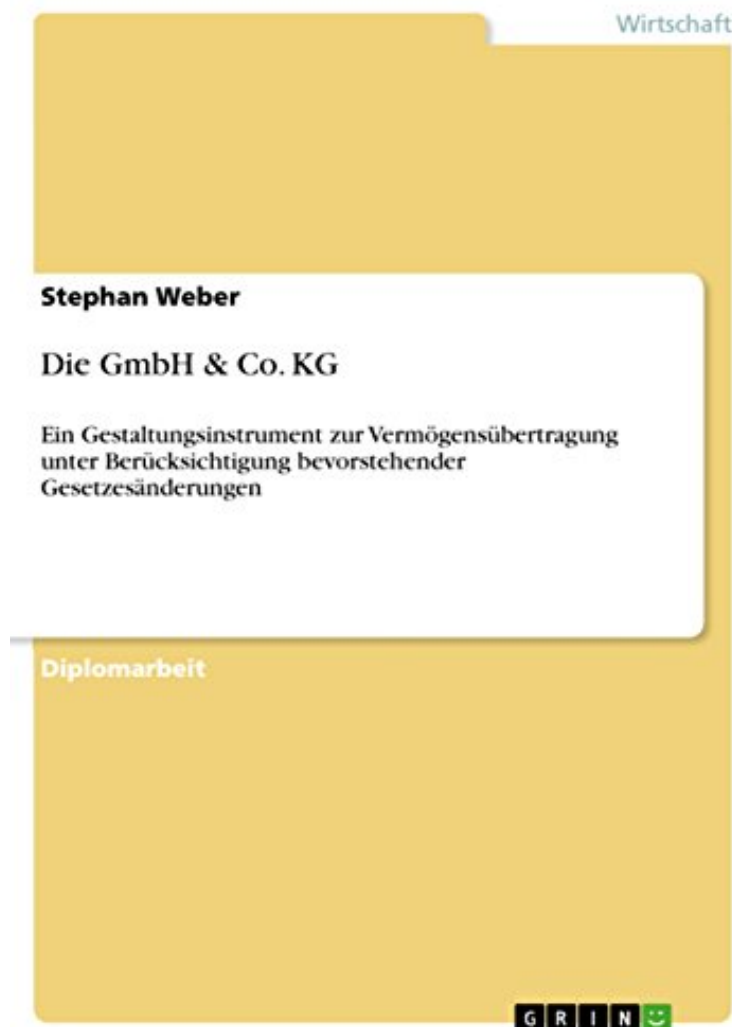 Wirtschaft
Stephan Weber
Die GmbH & Co. KG
Ein Gestaltungsinstrument zur Vermögensübertragung
unter Berücksichtigung bevorstehender
Gesetzesänderungen
Diplomarbeit
GRIN